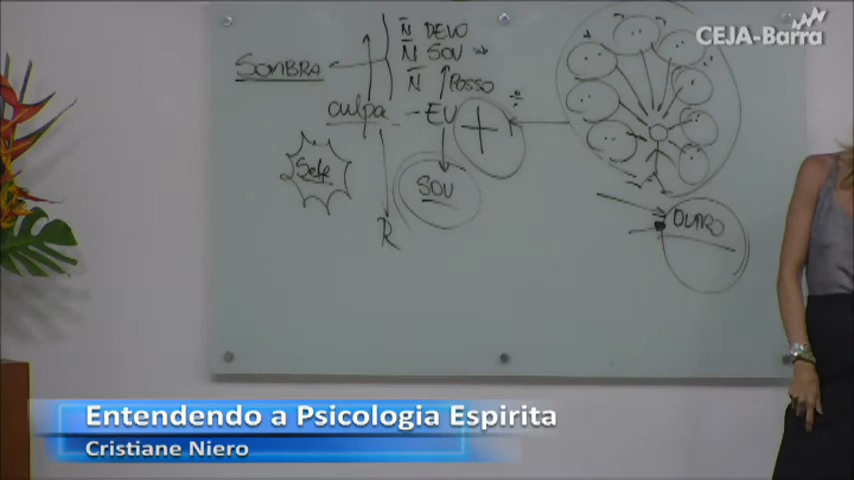 CEJA-Barra
Ñ DEVO
Ñ SOU
Ñ POSSO
SOMBRA
culpa - EU
Self
SOU
R
OUTRO
Entendendo a Psicologia Espirita
Cristiane Niero